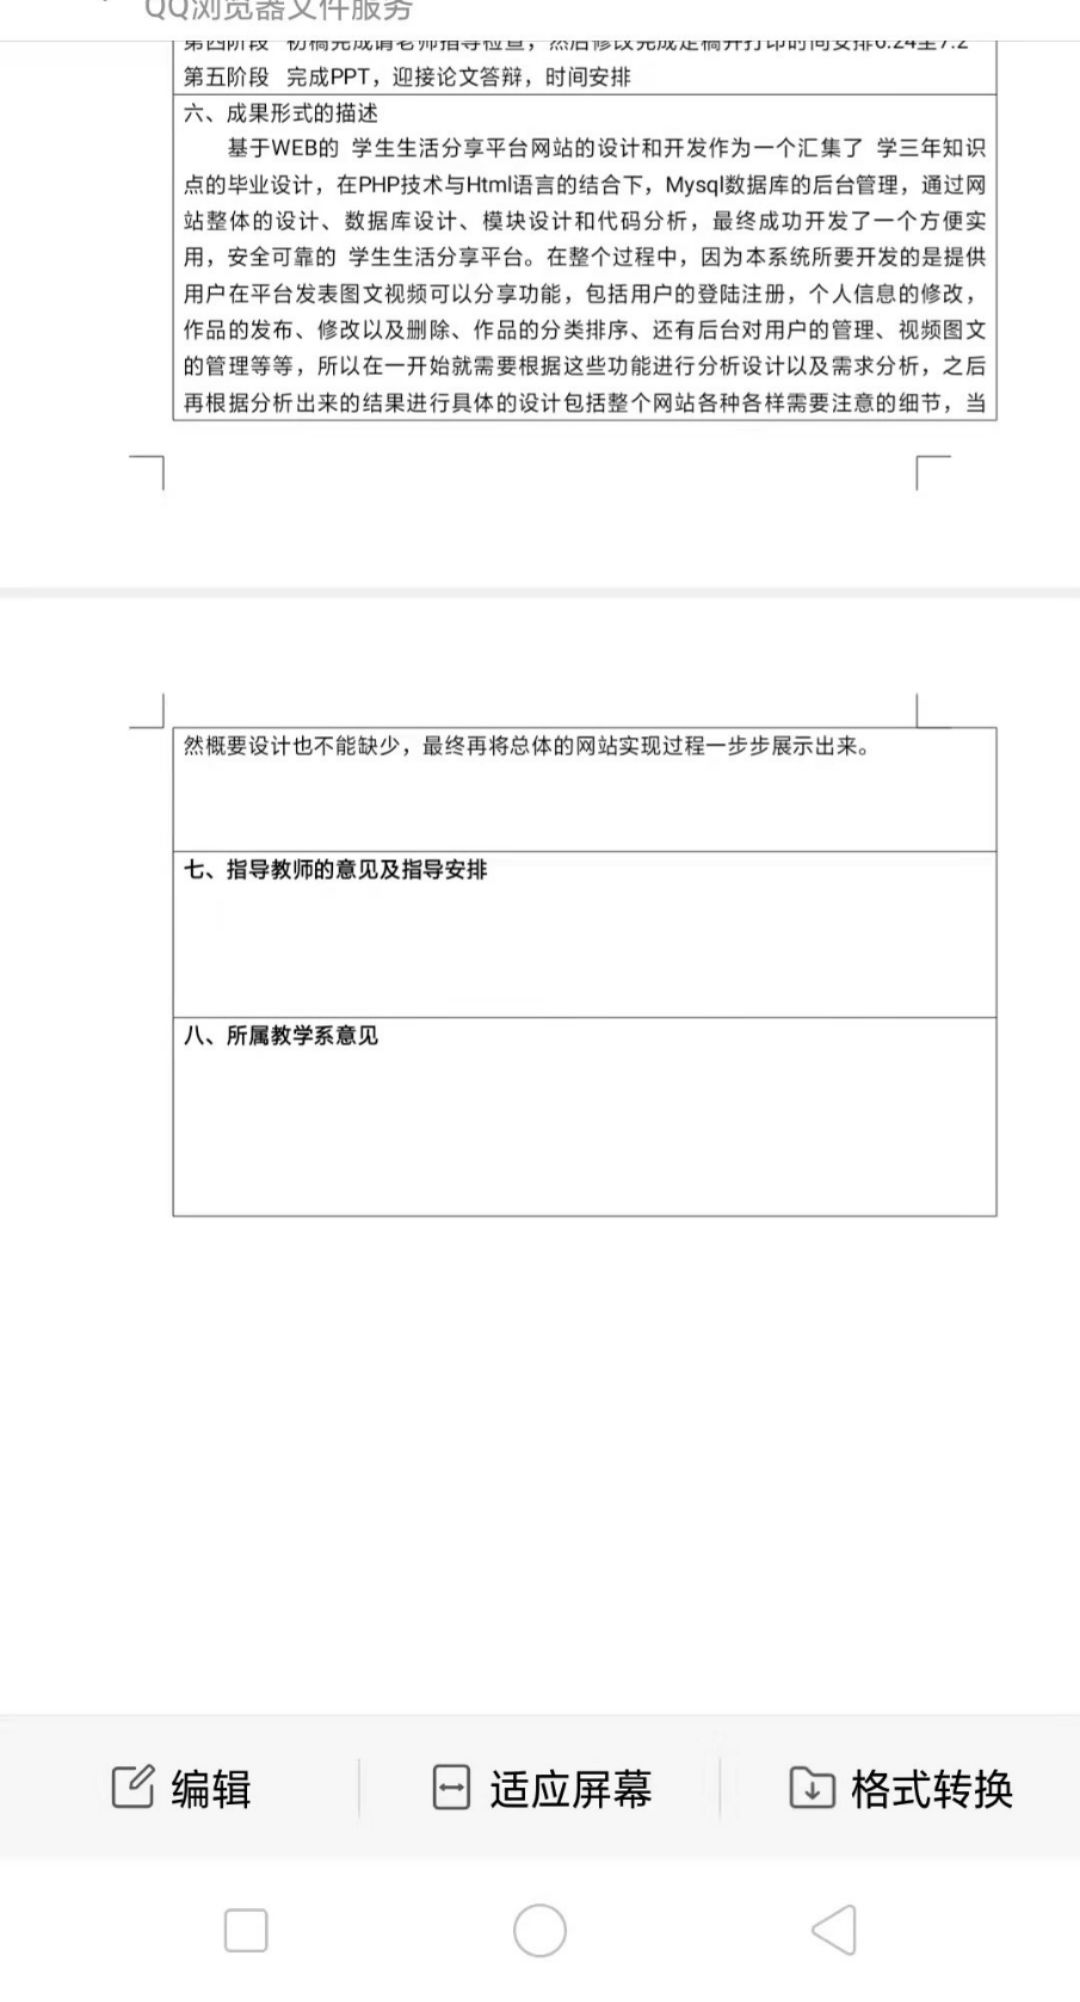 QQ浏览器文件服务
第四阶段 初稿完成请老师指导检查，然后修改完成定稿并打印时间安排6.24至7.2
第五阶段 完成PPT，迎接论文答辩，时间安排
六、成果形式的描述
基于WEB的 学生生活分享平台网站的设计和开发作为一个汇集了 学三年知识
点的毕业设计，在PHP技术与Html语言的结合下，Mysql数据库的后台管理，通过网
站整体的设计、数据库设计、模块设计和代码分析，最终成功开发了一个方便实
用，安全可靠的 学生生活分享平台。在整个过程中，因为本系统所要开发的是提供
用户在平台发表图文视频可以分享功能，包括用户的登陆注册，个人信息的修改，
作品的发布、修改以及删除、作品的分类排序、还有后台对用户的管理、视频图文
的管理等等，所以在一开始就需要根据这些功能进行分析设计以及需求分析，之后
再根据分析出来的结果进行具体的设计包括整个网站各种各样需要注意的细节，当
然概要设计也不能缺少，最终再将总体的网站实现过程一步步展示出来。
七、指导教师的意见及指导安排
八、所属教学系意见
编辑
适应屏幕
格式转换